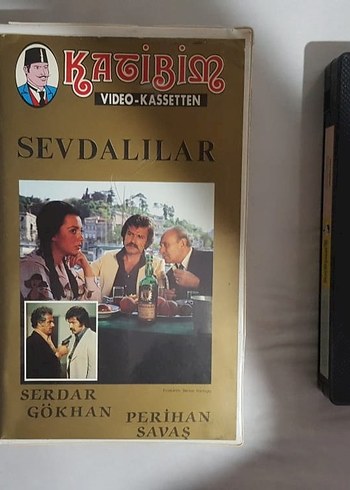 KATİBİM
VIDEO-KASSETTEN
SEVDALILAR
SERDAR
GÖKHAN
PERİHAN
SAVAŞ